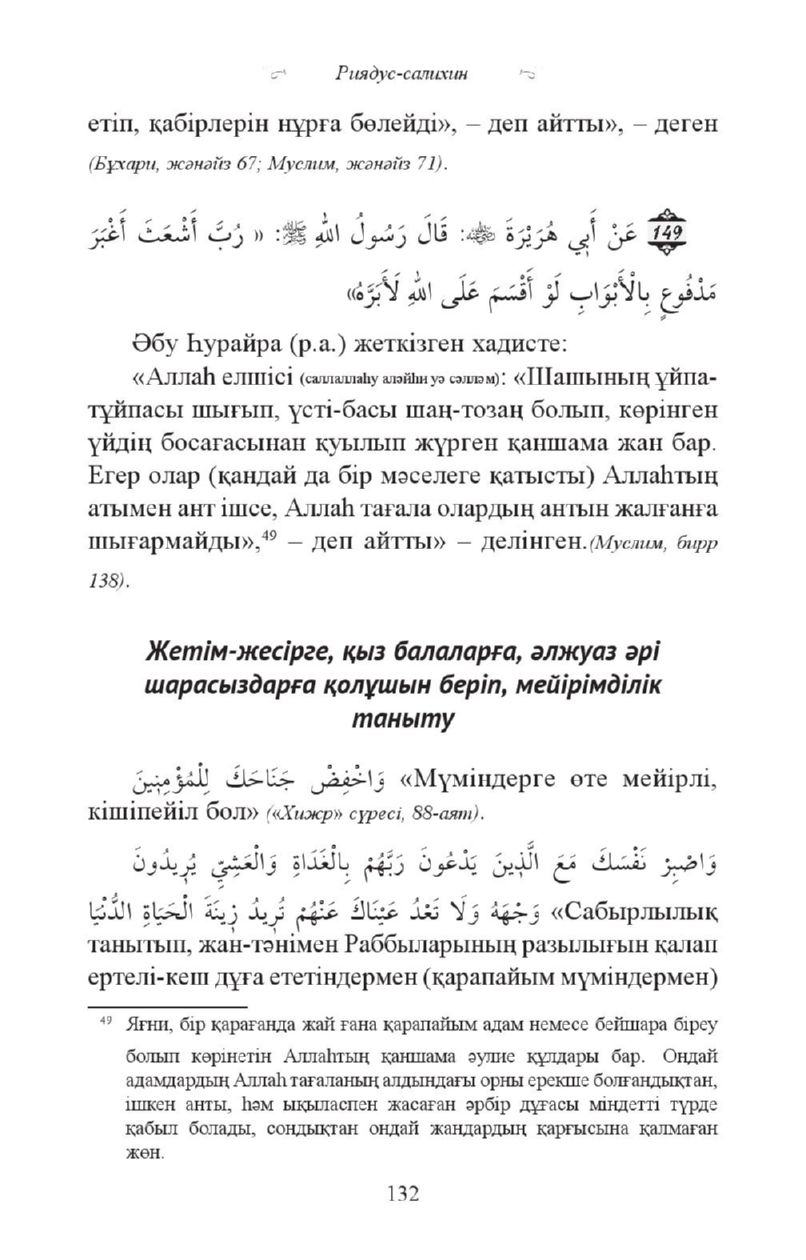 Риядус-салихин
етіп, қабірлерін нұрға бөлейді», – деп айтты», – деген
(Бұхари, жәнәйз 67; Муслим, жәнәйз 71).
149 عَنْ أَبِي هُرَيْرَةَ ﷺ: قَالَ رَسُولُ اللهِ ﷺ: « رُبَّ أَشْعَثَ أَغْبَرَ
مَدْفُوعٍ بِالْأَبْوَابِ لَوْ أَقْسَمَ عَلَى اللهِ لَأَبَرَّهُ»
Әбу Һурайра (р.а.) жеткізген хадисте:
«Аллаһ елшісі (саллаллаһу аләйһи уә сәлләм): «Шашының ұйпа-
тұйпасы шығып, үсті-басы шаң-тозаң болып, көрінген
үйдің босағасынан қуылып жүрген қаншама жан бар.
Егер олар (қандай да бір мәселеге қатысты) Аллаһтың
атымен ант ішсе, Аллаһ тағала олардың антын жалғанға
шығармайды»,49 – деп айтты» – делінген.(Муслим, бирр
138).
Жетім-жесірге, қыз балаларға, әлжуаз әрі
шарасыздарға қолұшын беріп, мейірімділік
таныту
وَاخْفِضْ جَنَاحَكَ لِلْمُؤْمِنِينَ «Мүміндерге өте мейірлі,
кішіпейіл бол» («Хижр» сүресі, 88-аят).
وَاصْبِرْ نَفْسَكَ مَعَ الَّذِينَ يَدْعُونَ رَبَّهُمْ بِالْغَدَاةِ وَالْعَشِيِّ يُرِيدُونَ
وَجْهَهُ وَلَا تَعْدُ عَيْنَاكَ عَنْهُمْ تُرِيدُ زِينَةَ الْحَيَاةِ الدُّنْيَا «Сабырлылық
танытып, жан-тәнімен Раббыларының разылығын қалап
ертелі-кеш дұға ететіндермен (қарапайым мүміндермен)
49 Яғни, бір қарағанда жай ғана қарапайым адам немесе бейшара біреу
болып көрінетін Аллаһтың қаншама әулие құлдары бар. Ондай
адамдардың Аллаһ тағаланың алдындағы орны ерекше болғандықтан,
ішкен анты, һәм ықыласпен жасаған әрбір дұғасы міндетті түрде
қабыл болады, сондықтан ондай жандардың қарғысына қалмаған
жөн.
132